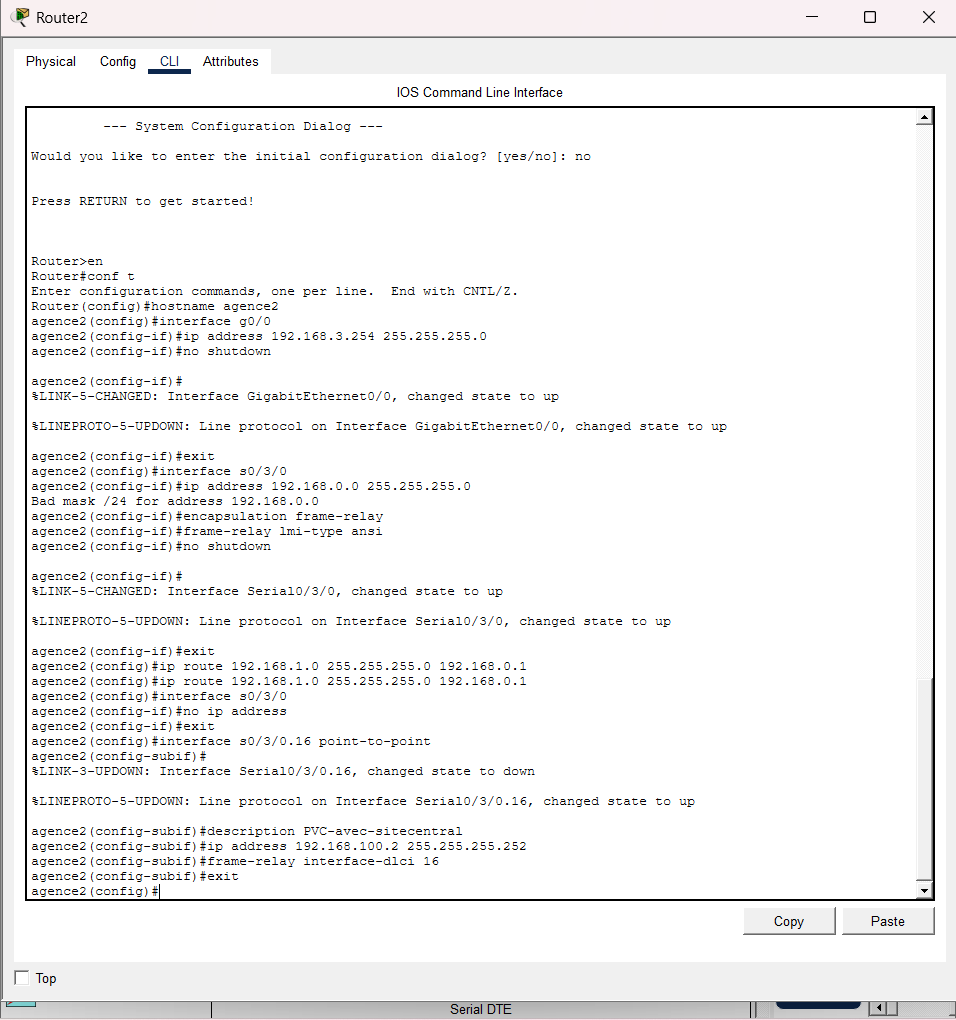 Router2
Physical Config CLI Attributes
IOS Command Line Interface
--- System Configuration Dialog ---
Would you like to enter the initial configuration dialog? [yes/no]: no
Press RETURN to get started!
Router>en
Router#conf t
Enter configuration commands, one per line.  End with CNTL/Z.
Router(config)#hostname agence2
agence2(config)#interface g0/0
agence2(config-if)#ip address 192.168.3.254 255.255.255.0
agence2(config-if)#no shutdown
agence2(config-if)#
%LINK-5-CHANGED: Interface GigabitEthernet0/0, changed state to up
%LINEPROTO-5-UPDOWN: Line protocol on Interface GigabitEthernet0/0, changed state to up
agence2(config-if)#exit
agence2(config)#interface s0/3/0
agence2(config-if)#ip address 192.168.0.0 255.255.255.0
Bad mask /24 for address 192.168.0.0
agence2(config-if)#encapsulation frame-relay
agence2(config-if)#frame-relay lmi-type ansi
agence2(config-if)#no shutdown
agence2(config-if)#
%LINK-5-CHANGED: Interface Serial0/3/0, changed state to up
%LINEPROTO-5-UPDOWN: Line protocol on Interface Serial0/3/0, changed state to up
agence2(config-if)#exit
agence2(config)#ip route 192.168.1.0 255.255.255.0 192.168.0.1
agence2(config)#ip route 192.168.1.0 255.255.255.0 192.168.0.1
agence2(config)#interface s0/3/0
agence2(config-if)#no ip address
agence2(config-if)#exit
agence2(config)#interface s0/3/0.16 point-to-point
agence2(config-subif)#
%LINK-3-UPDOWN: Interface Serial0/3/0.16, changed state to down
%LINEPROTO-5-UPDOWN: Line protocol on Interface Serial0/3/0.16, changed state to up
agence2(config-subif)#description PVC-avec-sitecentral
agence2(config-subif)#ip address 192.168.100.2 255.255.255.252
agence2(config-subif)#frame-relay interface-dlci 16
agence2(config-subif)#exit
agence2(config)#
Copy Paste
Top
Serial DTE